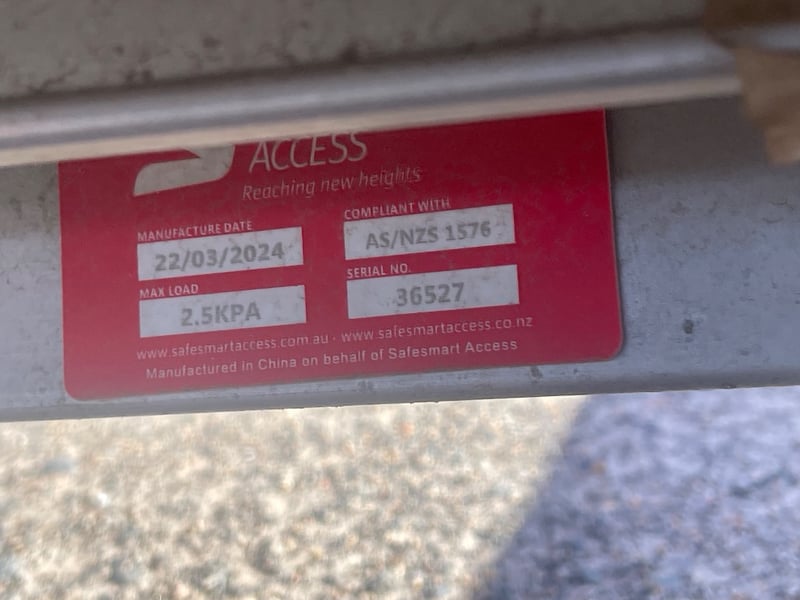 ACCESS
Reaching new heights
MANUFACTURE DATE
22/03/2024
COMPLIANT WITH
AS/NZS 1576
MAX LOAD
2.5KPA
SERIAL NO.
36527
www.safesmartaccess.com.au · www.safesmartaccess.co.nz
Manufactured in China on behalf of Safesmart Access